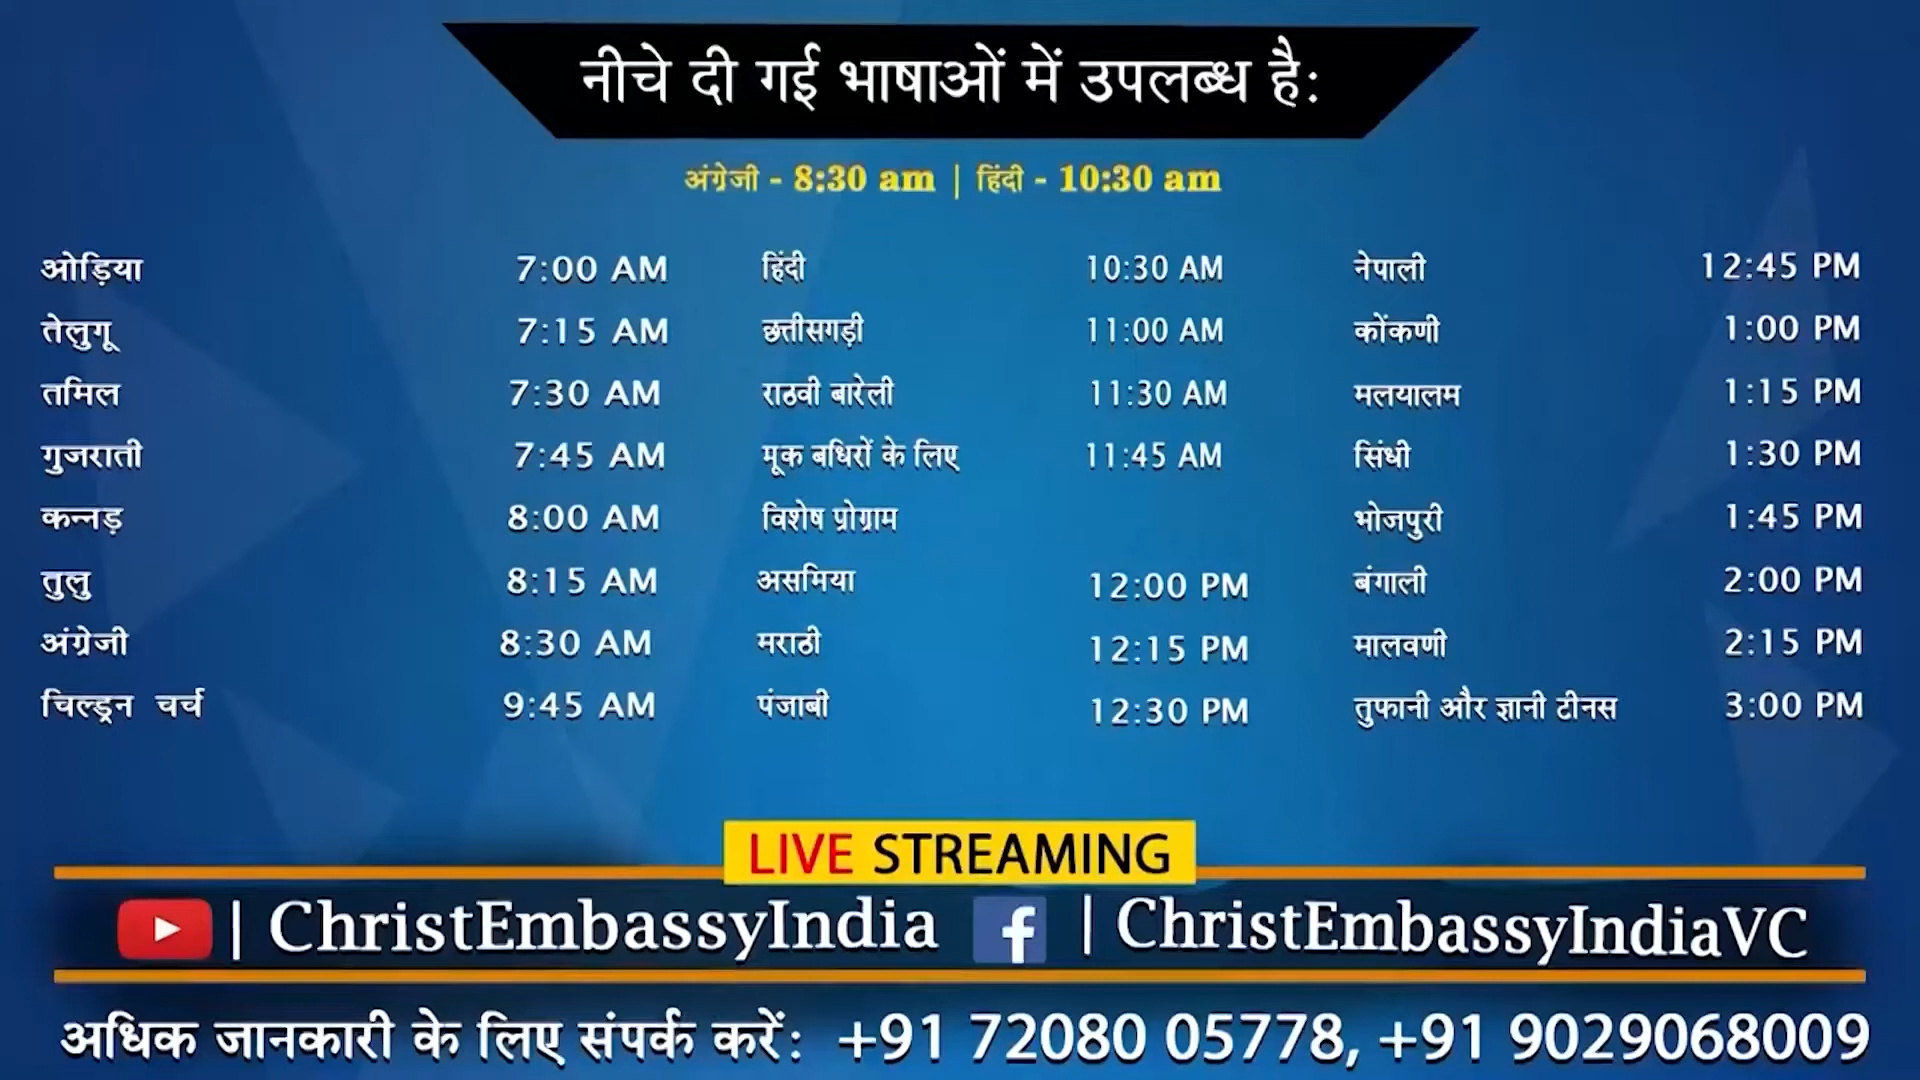 नीचे दी गई भाषाओं में उपलब्ध है:
अंग्रेजी - 8:30 am | हिंदी - 10:30 am
ओड़िया 7:00 AM हिंदी 10:30 AM नेपाली 12:45 PM
तेलुगू 7:15 AM छत्तीसगड़ी 11:00 AM कोंकणी 1:00 PM
तमिल 7:30 AM राठवी बारेली 11:30 AM मलयालम 1:15 PM
गुजराती 7:45 AM मूक बधिरों के लिए 11:45 AM सिंधी 1:30 PM
कन्नड़ 8:00 AM विशेष प्रोग्राम भोजपुरी 1:45 PM
तुलु 8:15 AM असमिया 12:00 PM बंगाली 2:00 PM
अंग्रेजी 8:30 AM मराठी 12:15 PM मालवणी 2:15 PM
चिल्ड्रन चर्च 9:45 AM पंजाबी 12:30 PM तुफानी और ज्ञानी टीनस 3:00 PM
LIVE STREAMING
| ChristEmbassyIndia f | ChristEmbassyIndiaVC
अधिक जानकारी के लिए संपर्क करें: +91 72080 05778, +91 9029068009